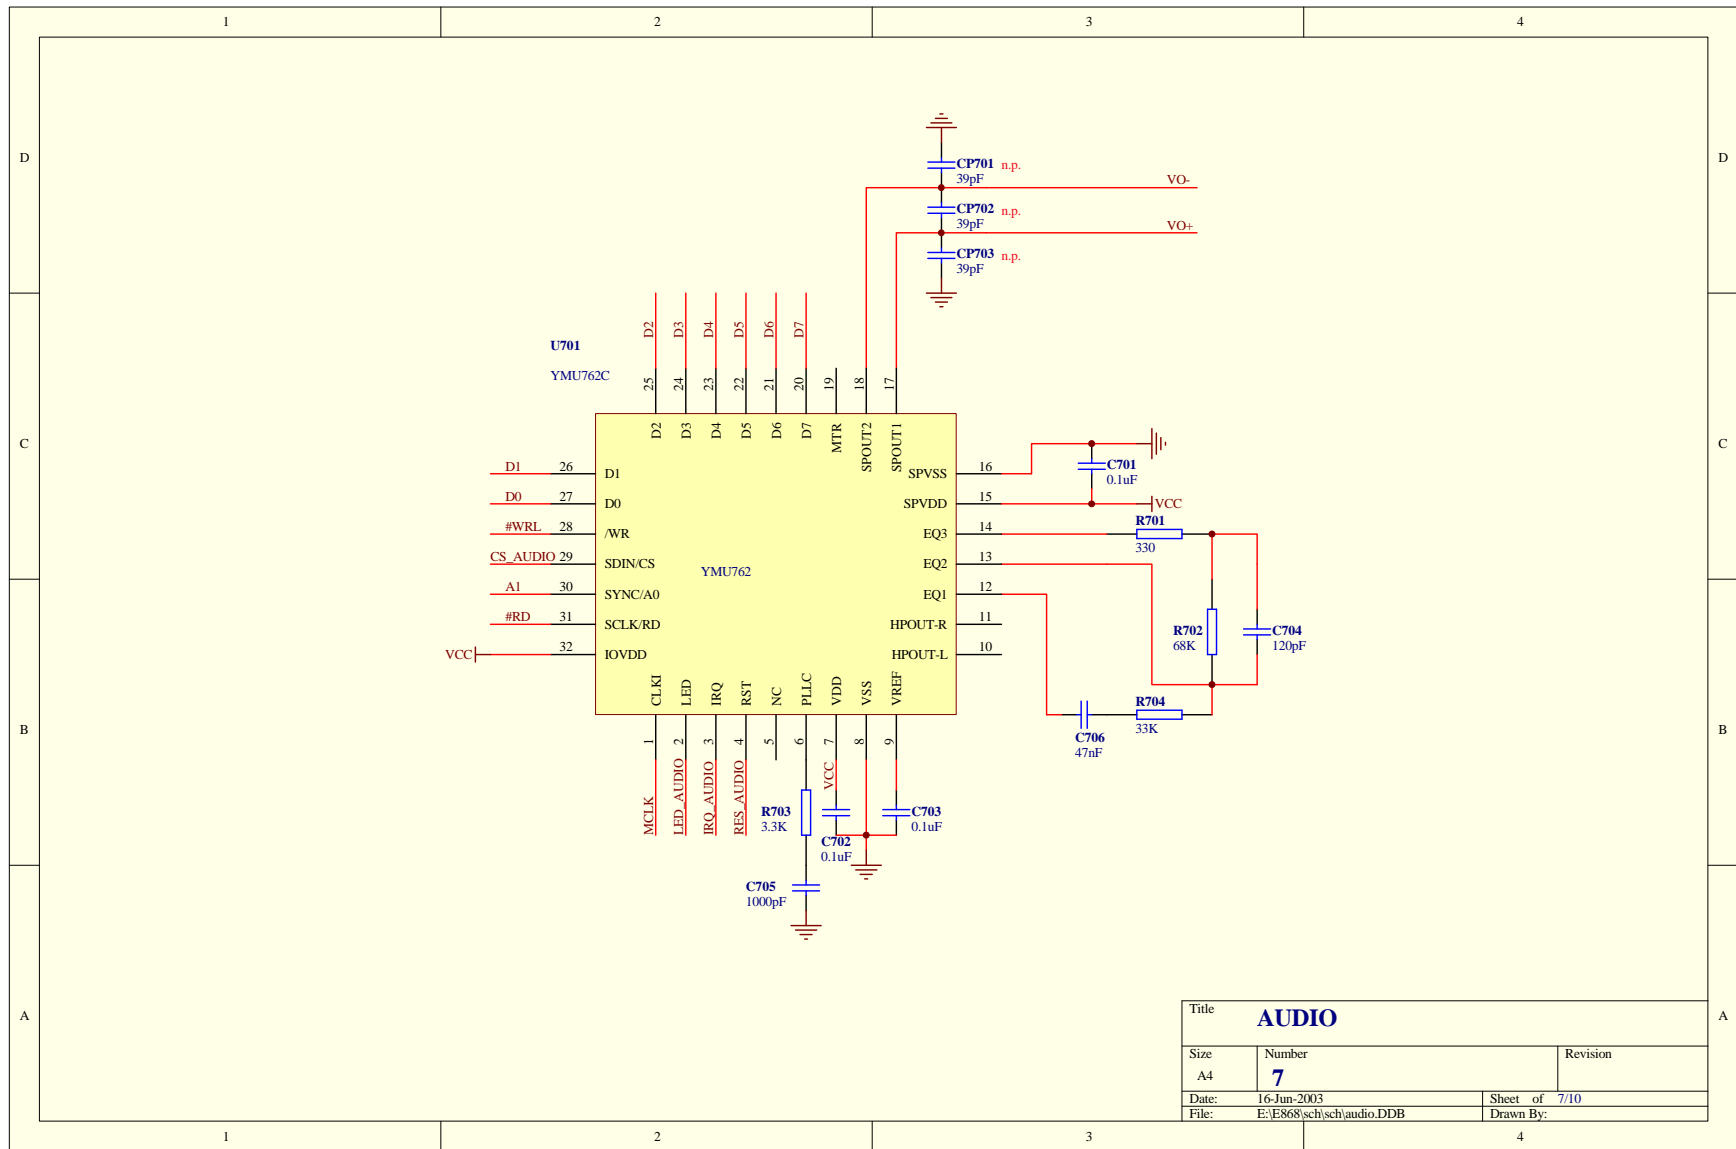 1 2 3 4
D D
CP701 n.p.
39pF
VO-
CP702 n.p.
39pF
VO+
CP703 n.p.
39pF
D2 D3 D4 D5 D6 D7
U701
YMU762C
25 24 23 22 21 20 19 18 17
C C
D2 D3 D4 D5 D6 D7 MTR SPOUT2 SPOUT1
D1 26 D1
D0 27 D0
#WRL 28 /WR
CS_AUDIO 29 SDIN/CS
A1 30 SYNC/A0
#RD 31 SCLK/RD
VCC 32 IOVDD
YMU762
SPVSS 16
SPVDD 15
EQ3 14
EQ2 13
EQ1 12
HPOUT-R 11
HPOUT-L 10
C701
0.1uF
VCC
R701
330
R702
68K
C704
120pF
R704
33K
C706
47nF
CLKI LED IRQ RST NC PLLC VDD VSS VREF
B B
1 2 3 4 5 6 7 8 9
MCLK LED_AUDIO IRQ_AUDIO RES_AUDIO VCC
R703
3.3K
C702
0.1uF
C703
0.1uF
C705
1000pF
A A
Title AUDIO
Size Number Revision
A4 7
Date: 16-Jun-2003 Sheet of 7/10
File: E:\E868\sch\sch\audio.DDB Drawn By:
1 2 3 4